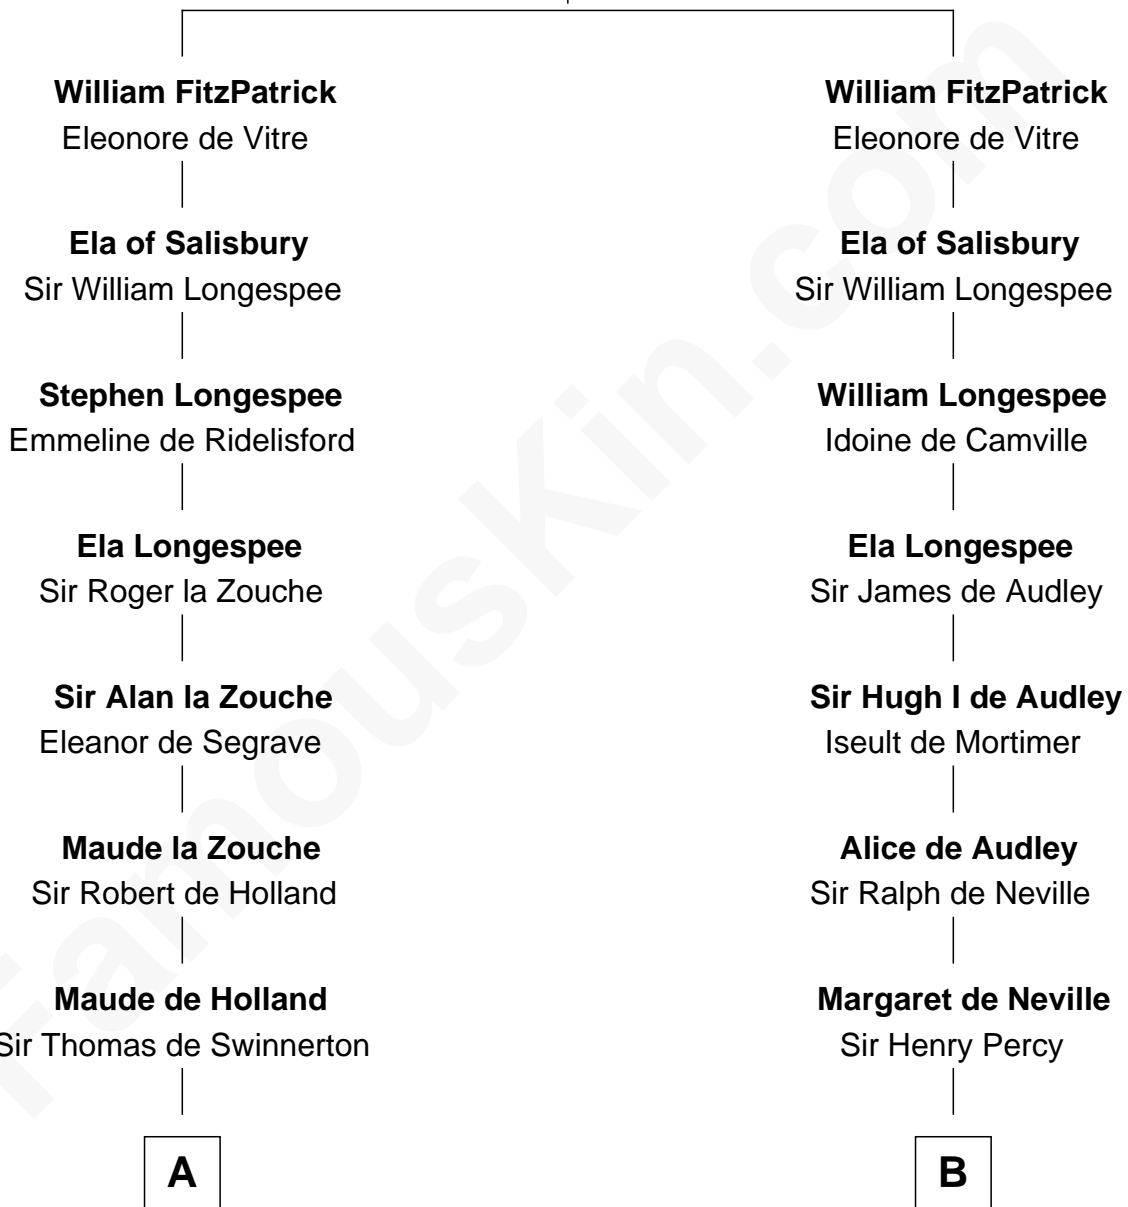 William FitzPatrick
Eleonore de Vitre
Ela of Salisbury
Sir William Longespee
Stephen Longespee
Emmeline de Ridelisford
Ela Longespee
Sir Roger la Zouche
Sir Alan la Zouche
Eleanor de Segrave
Maude la Zouche
Sir Robert de Holland
Maude de Holland
Sir Thomas de Swinnerton
A
William FitzPatrick
Eleonore de Vitre
Ela of Salisbury
Sir William Longespee
William Longespee
Idoine de Camville
Ela Longespee
Sir James de Audley
Sir Hugh I de Audley
Iseult de Mortimer
Alice de Audley
Sir Ralph de Neville
Margaret de Neville
Sir Henry Percy
B
FamousKin.com